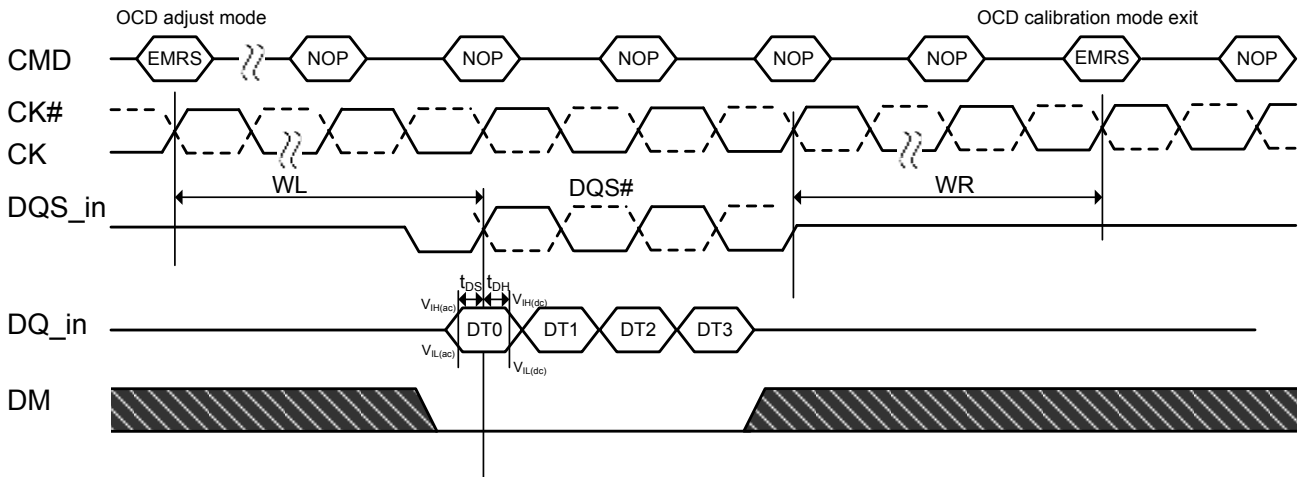 OCD adjust mode OCD calibration mode exit
CMD EMRS NOP NOP NOP NOP NOP EMRS NOP
CK#
CK
WL DQS# WR
DQS_in
tDS tDH
VIH(ac) VIH(dc)
DQ_in DT0 DT1 DT2 DT3
VIL(ac) VIL(dc)
DM